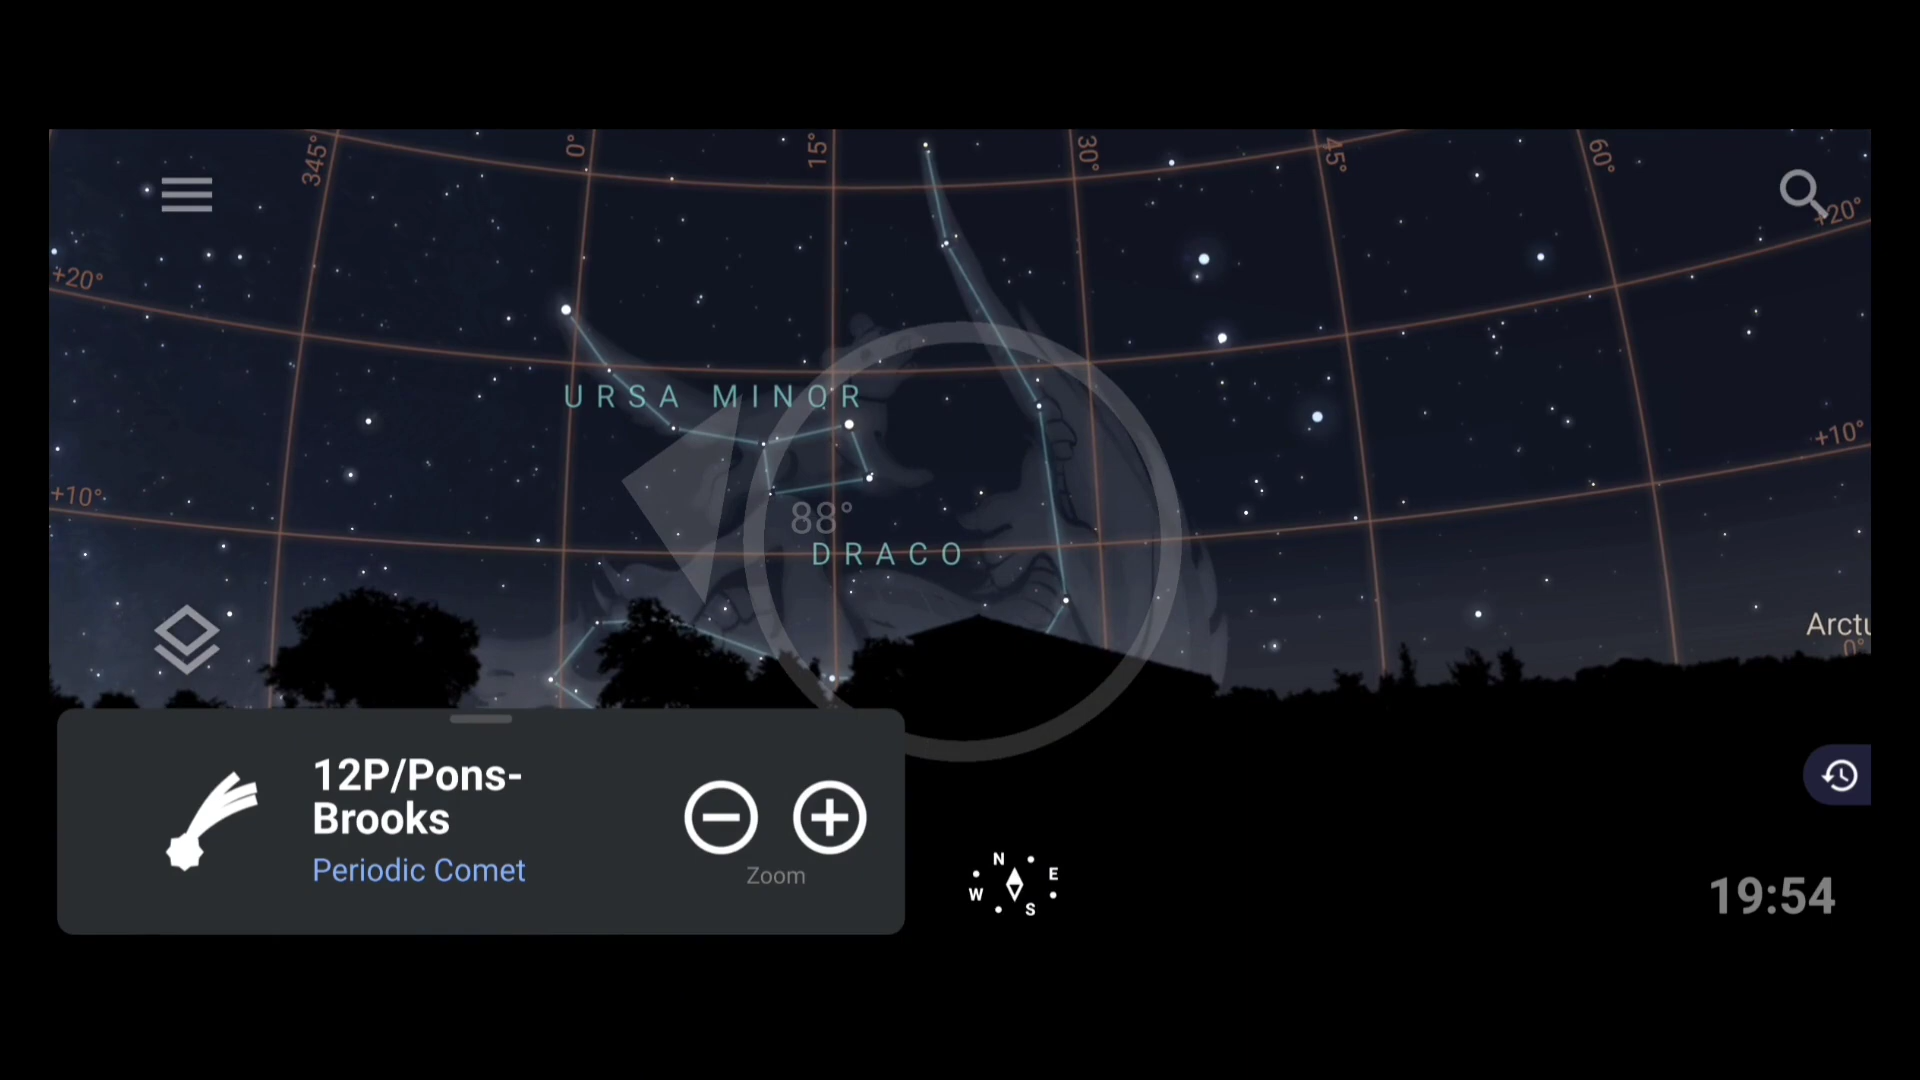 345°
0°
15°
30°
45°
60°
+20°
+20°
URSA MINOR
+10°
+10°
88°
DRACO
Arctu
0°
12P/Pons-
Brooks
Periodic Comet
Zoom
N
E
W
S
19:54